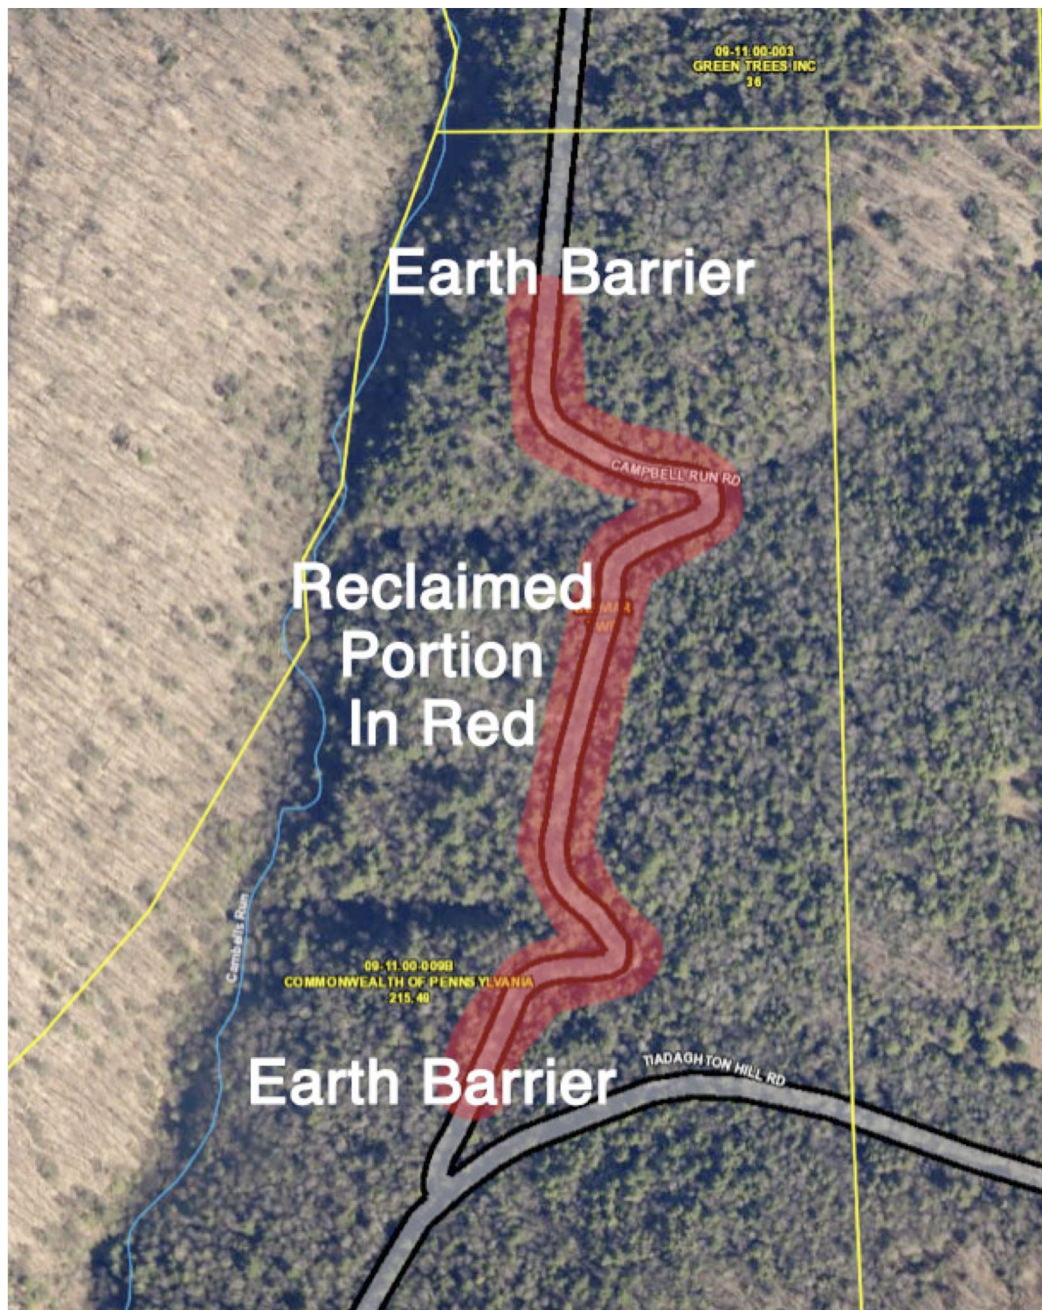 09-11.00-003
GREEN TREES INC
36
Earth Barrier
CAMPBELL RUN RD
Reclaimed
Portion
In Red
Campbells Run
09-11.00-009B
COMMONWEALTH OF PENNSYLVANIA
215.49
Earth Barrier
TIADAGHTON HILL RD